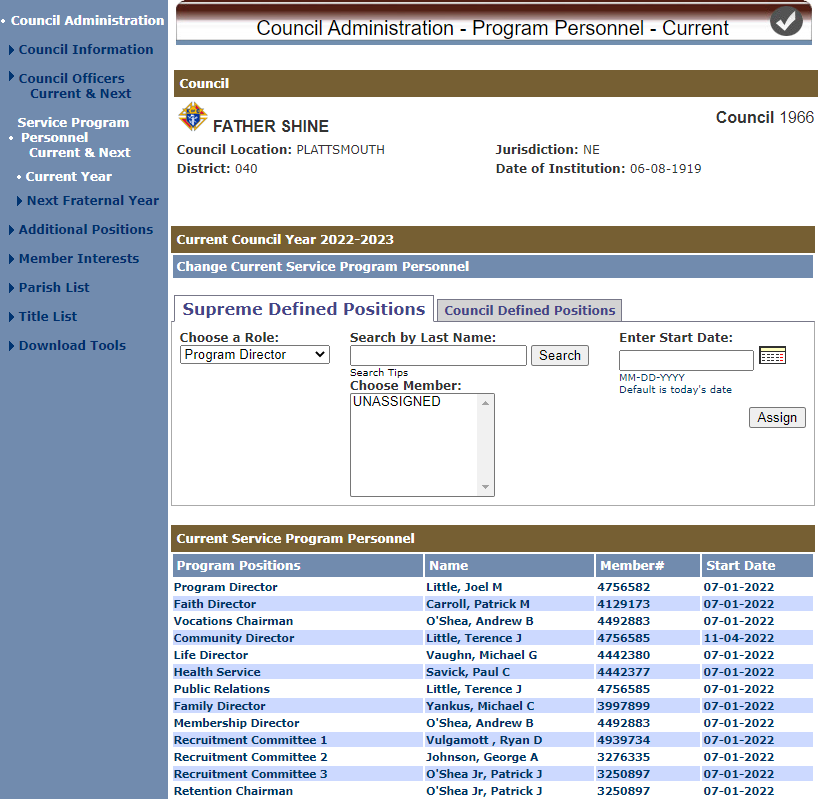 Council Administration
Council Information
Council Officers
Current & Next
Service Program
Personnel
Current & Next
Current Year
Next Fraternal Year
Additional Positions
Member Interests
Parish List
Title List
Download Tools
Council Administration - Program Personnel - Current
Council
FATHER SHINE
Council 1966
Council Location: PLATTSMOUTH
Jurisdiction: NE
District: 040
Date of Institution: 06-08-1919
Current Council Year 2022-2023
Change Current Service Program Personnel
Supreme Defined Positions
Council Defined Positions
Choose a Role:
Program Director
Search by Last Name:
Search
Search Tips
Choose Member:
UNASSIGNED
Enter Start Date:
MM-DD-YYYY
Default is today's date
Assign
Current Service Program Personnel
Program Positions Name Member# Start Date
Program Director Little, Joel M 4756582 07-01-2022
Faith Director Carroll, Patrick M 4129173 07-01-2022
Vocations Chairman O'Shea, Andrew B 4492883 07-01-2022
Community Director Little, Terence J 4756585 11-04-2022
Life Director Vaughn, Michael G 4442380 07-01-2022
Health Service Savick, Paul C 4442377 07-01-2022
Public Relations Little, Terence J 4756585 07-01-2022
Family Director Yankus, Michael C 3997899 07-01-2022
Membership Director O'Shea, Andrew B 4492883 07-01-2022
Recruitment Committee 1 Vulgamott , Ryan D 4939734 07-01-2022
Recruitment Committee 2 Johnson, George A 3276335 07-01-2022
Recruitment Committee 3 O'Shea Jr, Patrick J 3250897 07-01-2022
Retention Chairman O'Shea Jr, Patrick J 3250897 07-01-2022